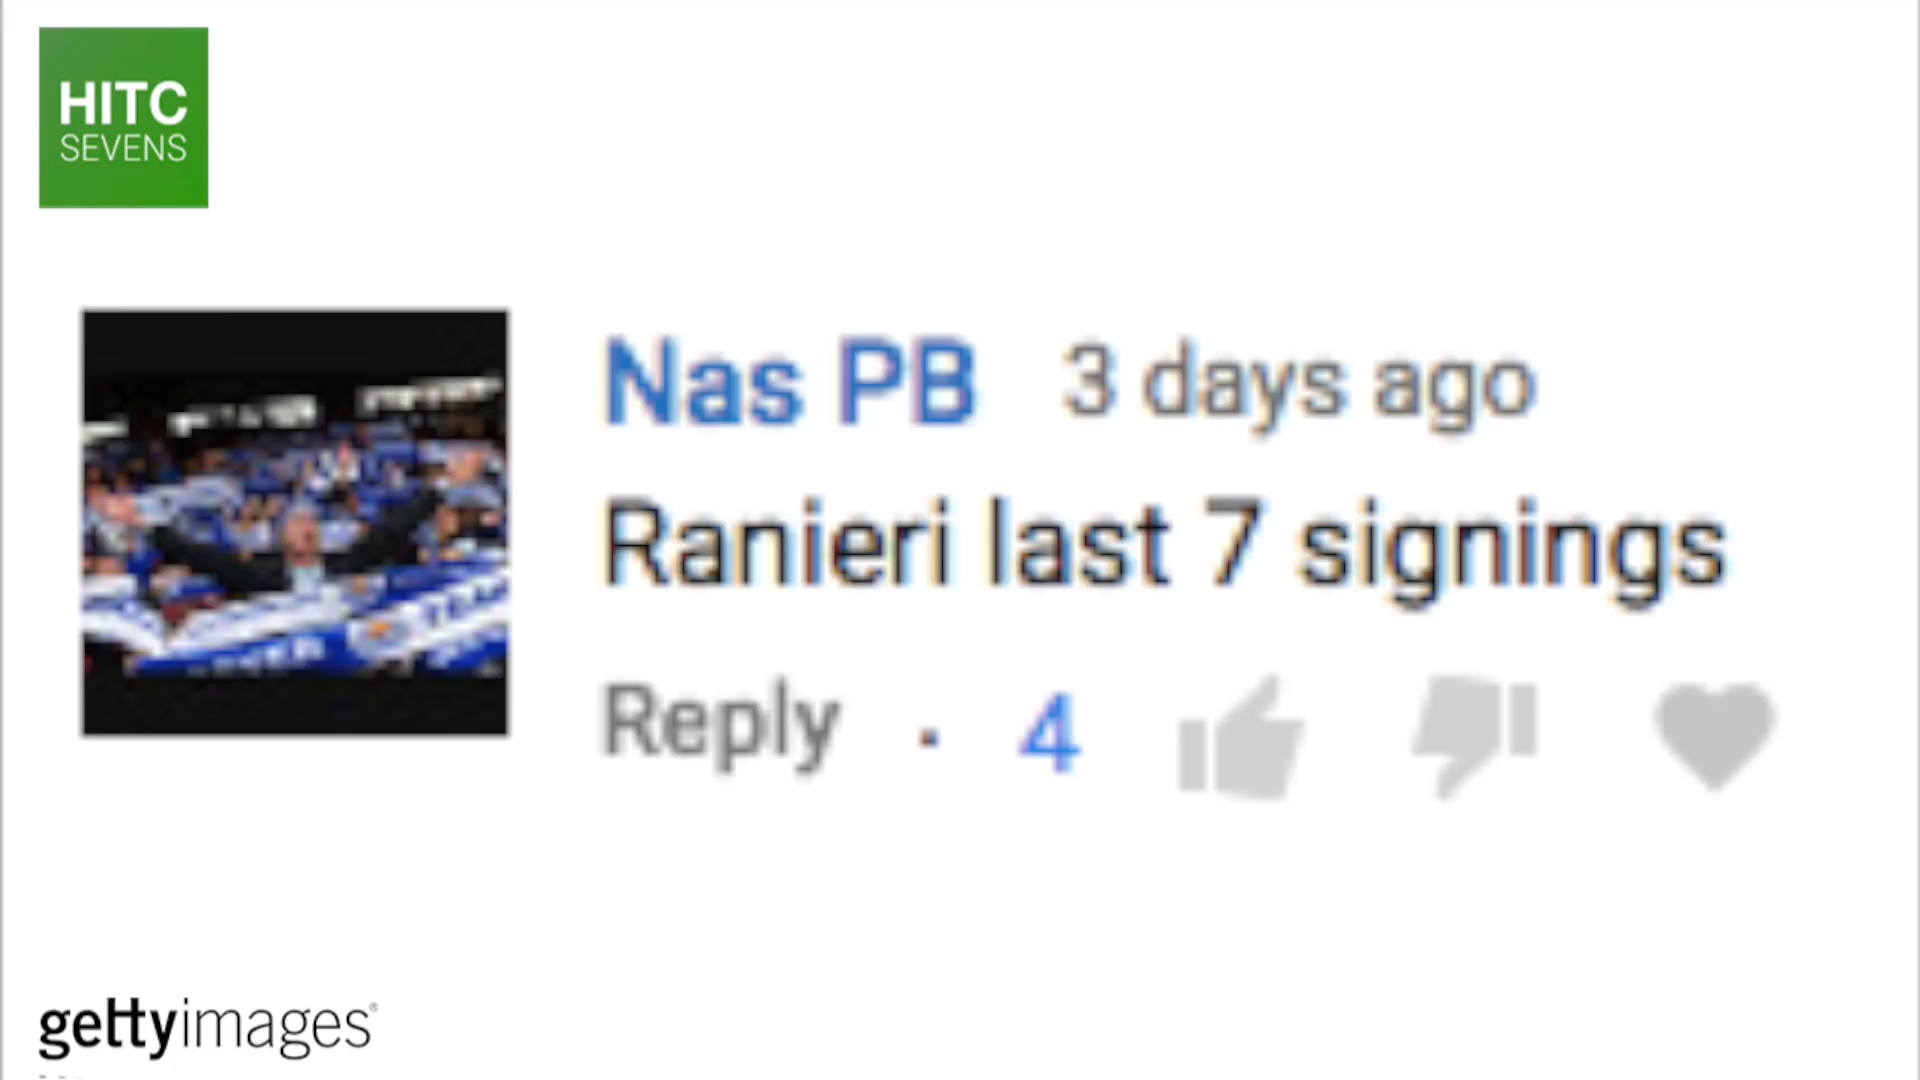 HITC
SEVENS
Nas PB 3 days ago
Ranieri last 7 signings
Reply · 4
gettyimages®